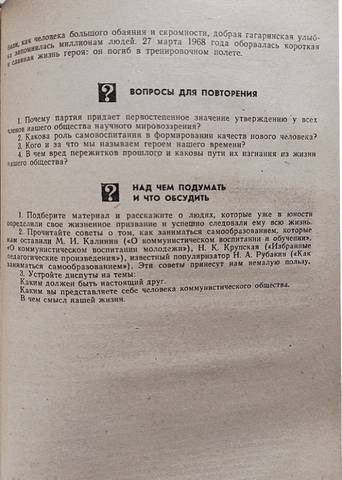 как человека большого обаяния и скромности, добрая гагаринская улыб-
запомнилась миллионам людей. 27 марта 1968 года оборвалась короткая
и славная жизнь героя: он погиб в тренировочном полете.
?
ВОПРОСЫ ДЛЯ ПОВТОРЕНИЯ
1. Почему партия придает первостепенное значение утверждению у всех
членов нашего общества научного мировоззрения?
2. Какова роль самовоспитания в формировании качеств нового человека?
3. Кого и за что мы называем героем нашего времени?
4. В чем вред пережитков прошлого и каковы пути их изгнания из жизни
нашего общества?
?
НАД ЧЕМ ПОДУМАТЬ
И ЧТО ОБСУДИТЬ
1. Подберите материал и расскажите о людях, которые уже в юности
определили свое жизненное призвание и успешно следовали ему всю жизнь.
2. Прочитайте советы о том, как заниматься самообразованием, которые
нам оставили М. И. Калинин («О коммунистическом воспитании и обучении»,
«О коммунистическом воспитании молодежи»), Н. К. Крупская («Избранные
педагогические произведения»), известный популяризатор Н. А. Рубакин («Как
заниматься самообразованием»). Эти советы принесут нам немалую пользу.
3. Устройте диспуты на темы:
Каким должен быть настоящий друг.
Каким вы представляете себе человека коммунистического общества.
В чем смысл нашей жизни.